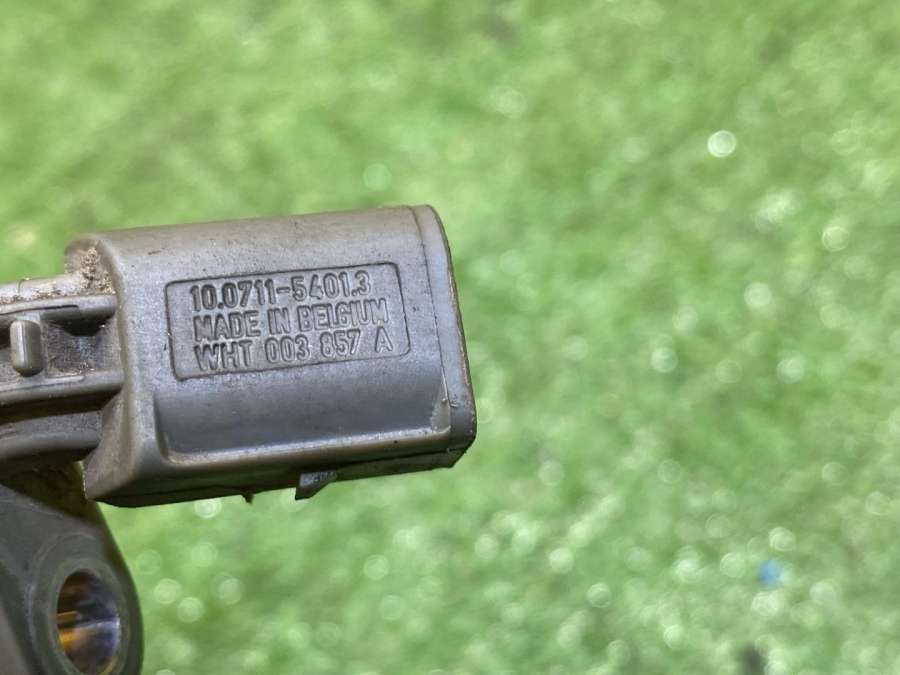 10.0711-5401.3
MADE IN BELGIUM
WHT 003 857 A